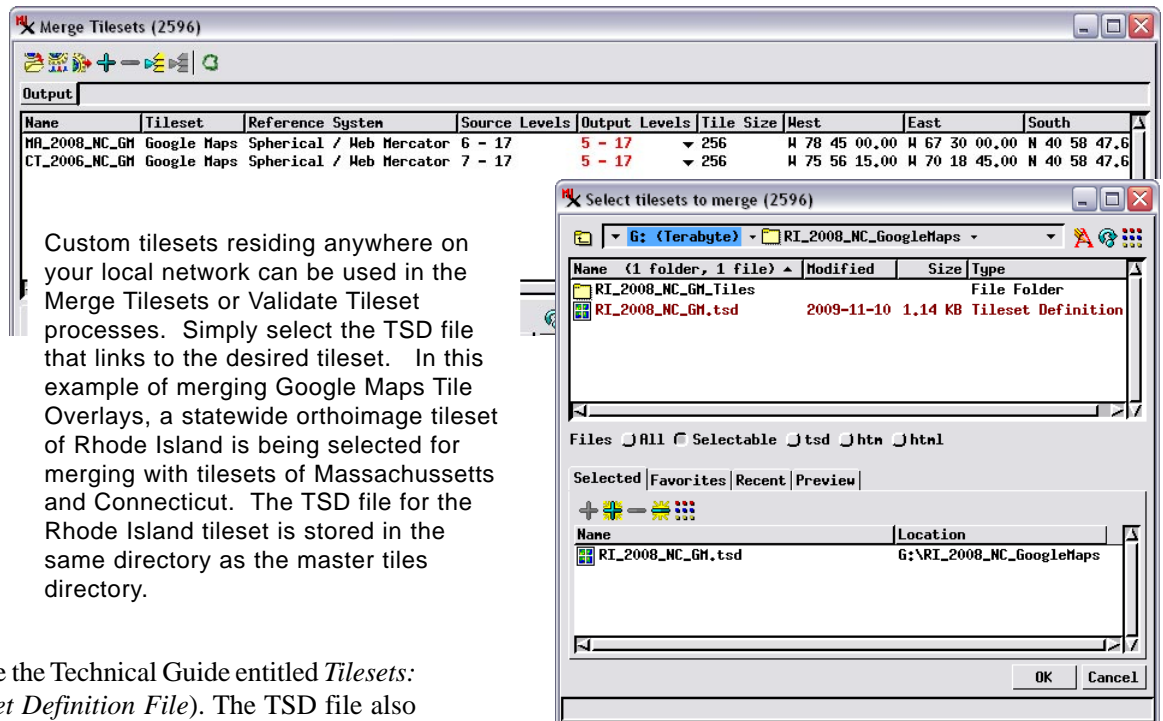 Merge Tilesets (2596)
Output
Name Tileset Reference System Source Levels Output Levels Tile Size West East South
MA_2008_NC_GM Google Maps Spherical / Web Mercator 6 - 17 5 - 17 256 W 78 45 00.00 W 67 30 00.00 N 40 58 47.6
CT_2006_NC_GM Google Maps Spherical / Web Mercator 7 - 17 5 - 17 256 W 75 56 15.00 W 70 18 45.00 N 40 58 47.6
Custom tilesets residing anywhere on
your local network can be used in the
Merge Tilesets or Validate Tileset
processes. Simply select the TSD file
that links to the desired tileset. In this
example of merging Google Maps Tile
Overlays, a statewide orthoimage tileset
of Rhode Island is being selected for
merging with tilesets of Massachussetts
and Connecticut. The TSD file for the
Rhode Island tileset is stored in the
same directory as the master tiles
directory.
Select tilesets to merge (2596)
G: (Terabyte) RI_2008_NC_GoogleMaps
Name (1 folder, 1 file) Modified Size Type
RI_2008_NC_GM_Tiles File Folder
RI_2008_NC_GM.tsd 2009-11-10 1.14 KB Tileset Definition
Files All Selectable tsd htm html
Selected Favorites Recent Preview
Name Location
RI_2008_NC_GM.tsd G:\RI_2008_NC_GoogleMaps
OK Cancel
e the Technical Guide entitled Tilesets:
et Definition File). The TSD file also